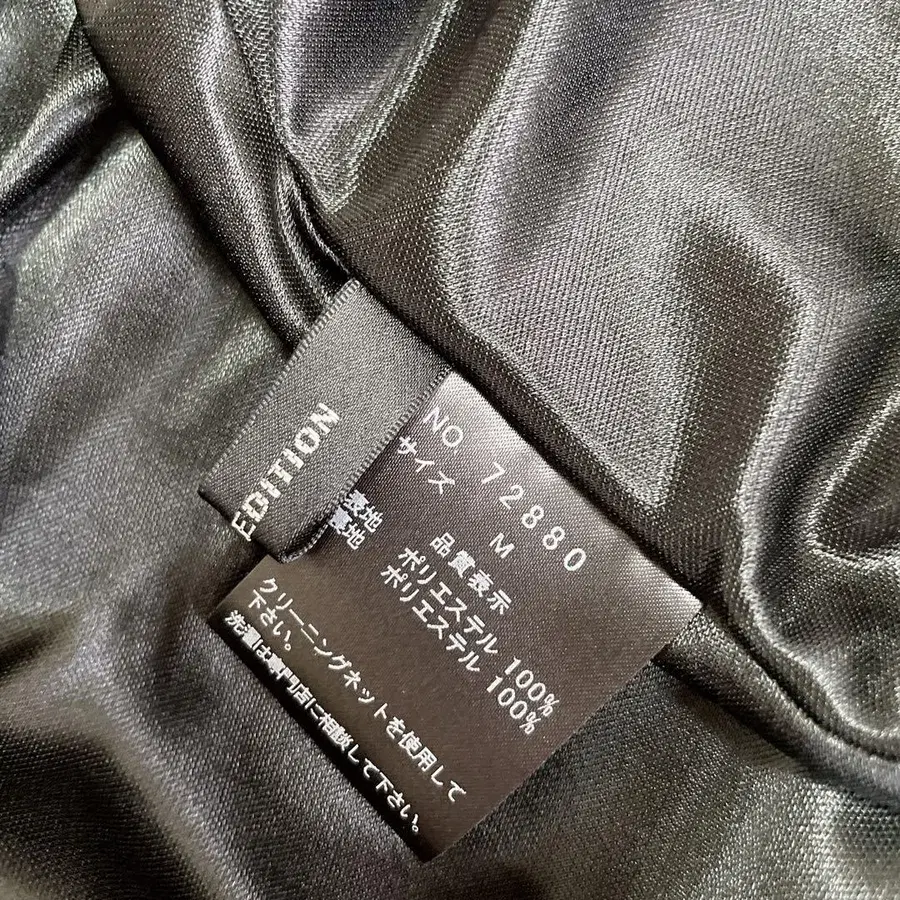 EDITION
NO. 72880
サイズ M
品質表示
表地 ポリエステル 100%
裏地 ポリエステル 100%
クリーニングネットを使用して
下さい。
洗濯は専門店に相談して下さい。